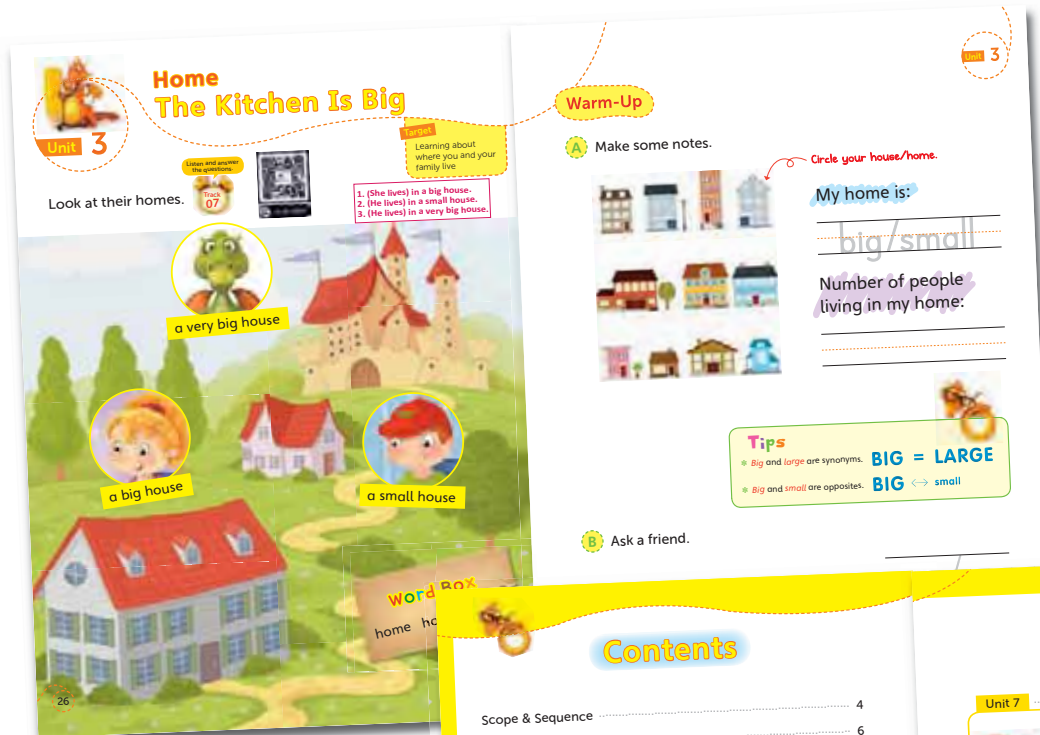 Unit 3
Home
The Kitchen Is Big
Target
Learning about
where you and your
family live
Listen and answer
the questions.
Track
07
Look at their homes.
1. (She lives) in a big house.
2. (He lives) in a small house.
3. (He lives) in a very big house.
a very big house
a big house
a small house
Word Box
home
26
Unit 3
Warm-Up
A Make some notes.
Circle your house/home.
My home is:
big/small
Number of people
living in my home:
Tips
Big and large are synonyms. BIG = LARGE
Big and small are opposites. BIG ↔ small
B Ask a friend.
Contents
Scope & Sequence 4
6
Unit 7